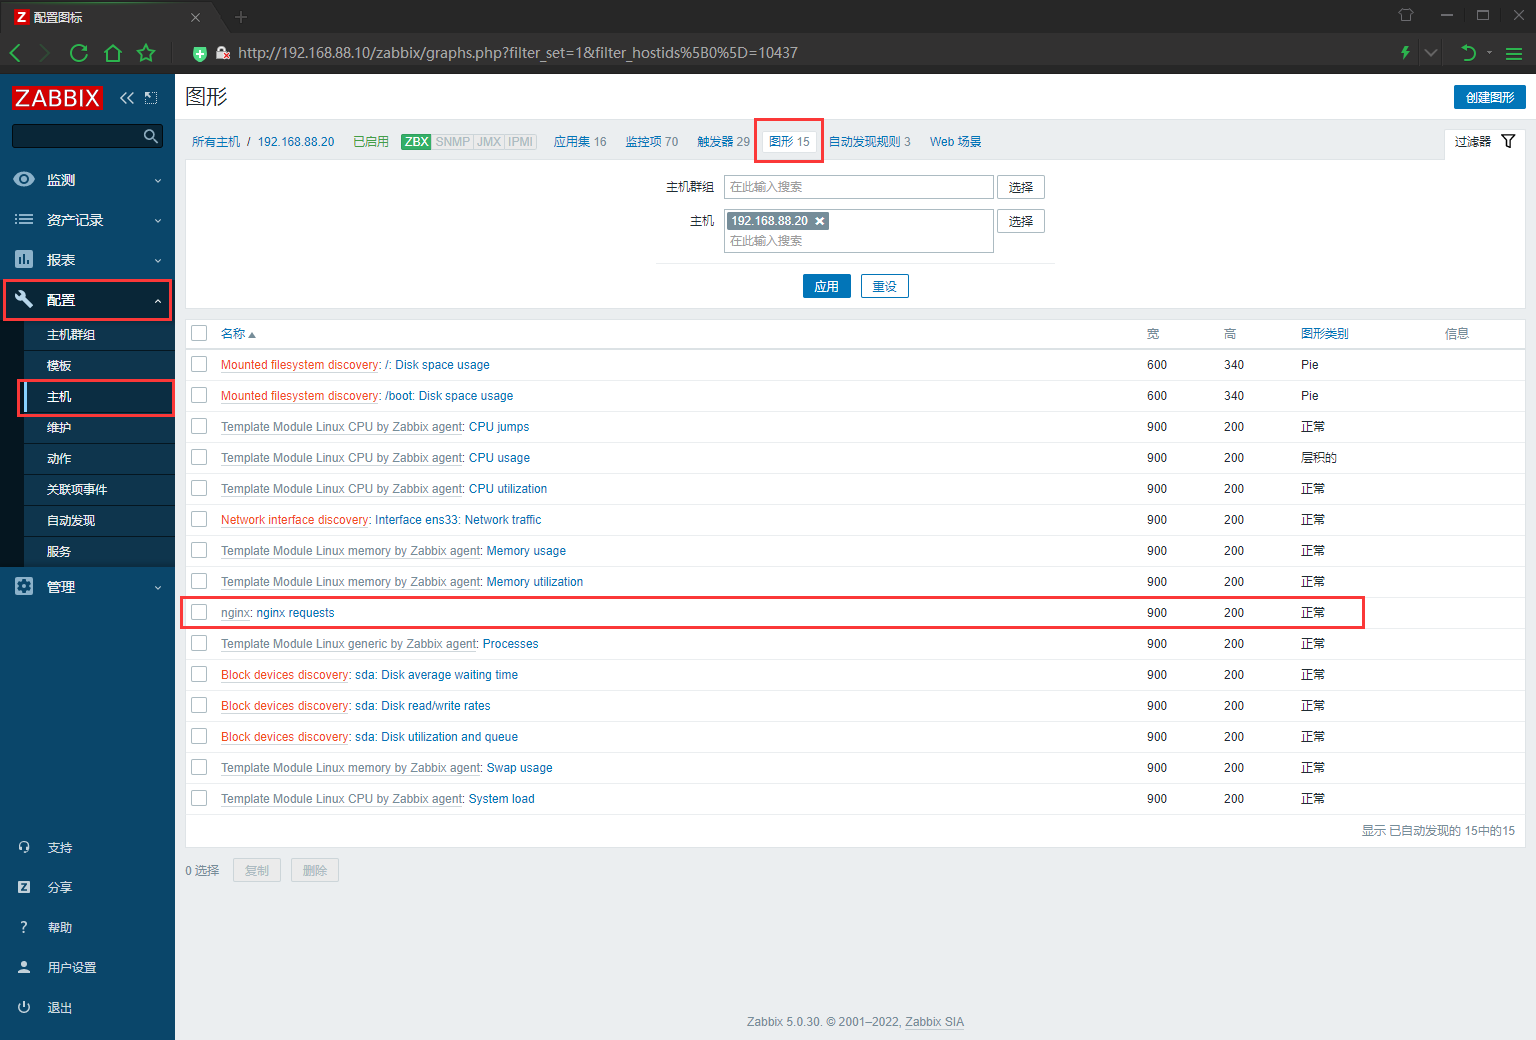 配置图标
http://192.168.88.10/zabbix/graphs.php?filter_set=1&filter_hostids%5B0%5D=10437
ZABBIX
监测
资产记录
报表
配置
主机群组
模板
主机
维护
动作
关联项事件
自动发现
服务
管理
支持
分享
帮助
用户设置
退出
图形
创建图形
所有主机 / 192.168.88.20 已启用 ZBX SNMP JMX IPMI 应用集 16 监控项 70 触发器 29 图形 15 自动发现规则 3 Web 场景
过滤器
主机群组 在此输入搜索 选择
主机 192.168.88.20 选择
在此输入搜索
应用 重设
名称 宽 高 图形类别 信息
Mounted filesystem discovery: /: Disk space usage 600 340 Pie
Mounted filesystem discovery: /boot: Disk space usage 600 340 Pie
Template Module Linux CPU by Zabbix agent: CPU jumps 900 200 正常
Template Module Linux CPU by Zabbix agent: CPU usage 900 200 层积的
Template Module Linux CPU by Zabbix agent: CPU utilization 900 200 正常
Network interface discovery: Interface ens33: Network traffic 900 200 正常
Template Module Linux memory by Zabbix agent: Memory usage 900 200 正常
Template Module Linux memory by Zabbix agent: Memory utilization 900 200 正常
nginx: nginx requests 900 200 正常
Template Module Linux generic by Zabbix agent: Processes 900 200 正常
Block devices discovery: sda: Disk average waiting time 900 200 正常
Block devices discovery: sda: Disk read/write rates 900 200 正常
Block devices discovery: sda: Disk utilization and queue 900 200 正常
Template Module Linux memory by Zabbix agent: Swap usage 900 200 正常
Template Module Linux CPU by Zabbix agent: System load 900 200 正常
显示 已自动发现的 15中的15
0 选择 复制 删除
Zabbix 5.0.30. © 2001–2022, Zabbix SIA